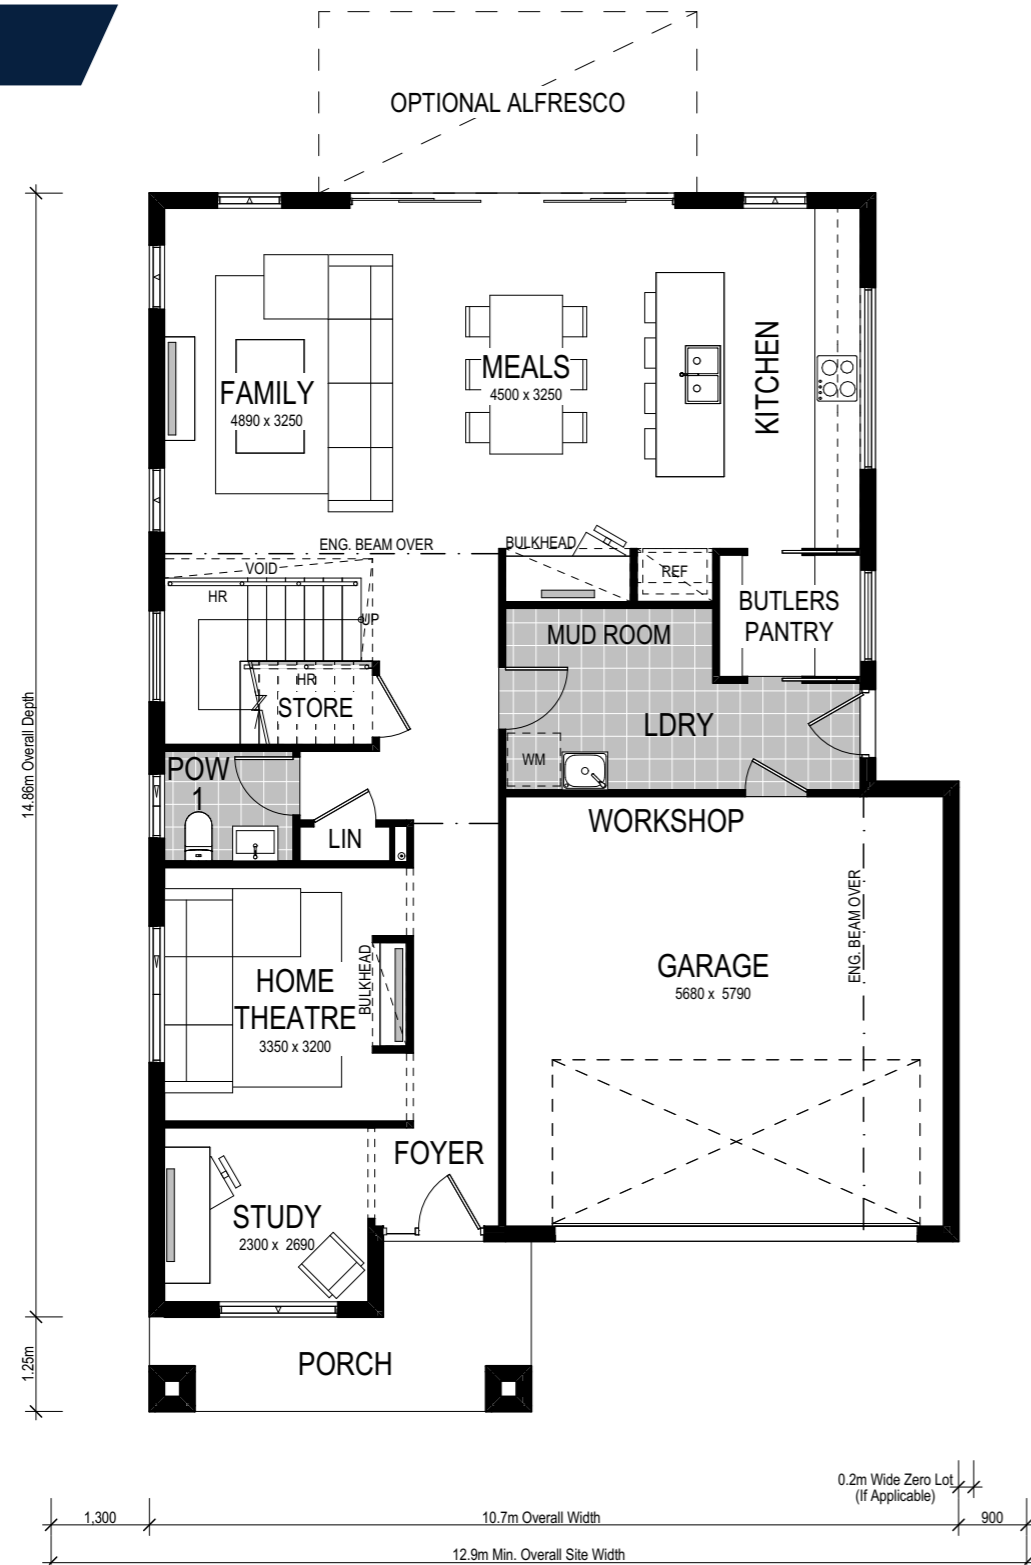 OPTIONAL ALFRESCO
FAMILY
4890 x 3250
MEALS
4500 x 3250
KITCHEN
ENG. BEAM OVER
BULKHEAD
VOID
HR
UP
REF
BUTLERS
PANTRY
MUD ROOM
HR
STORE
LDRY
WM
POW
1
LIN
WORKSHOP
14.86m Overall Depth
ENG. BEAM OVER
BULKHEAD
HOME
THEATRE
3350 x 3200
GARAGE
5680 x 5790
FOYER
STUDY
2300 x 2690
PORCH
1.25m
0.2m Wide Zero Lot
(If Applicable)
1,300
10.7m Overall Width
900
12.9m Min. Overall Site Width